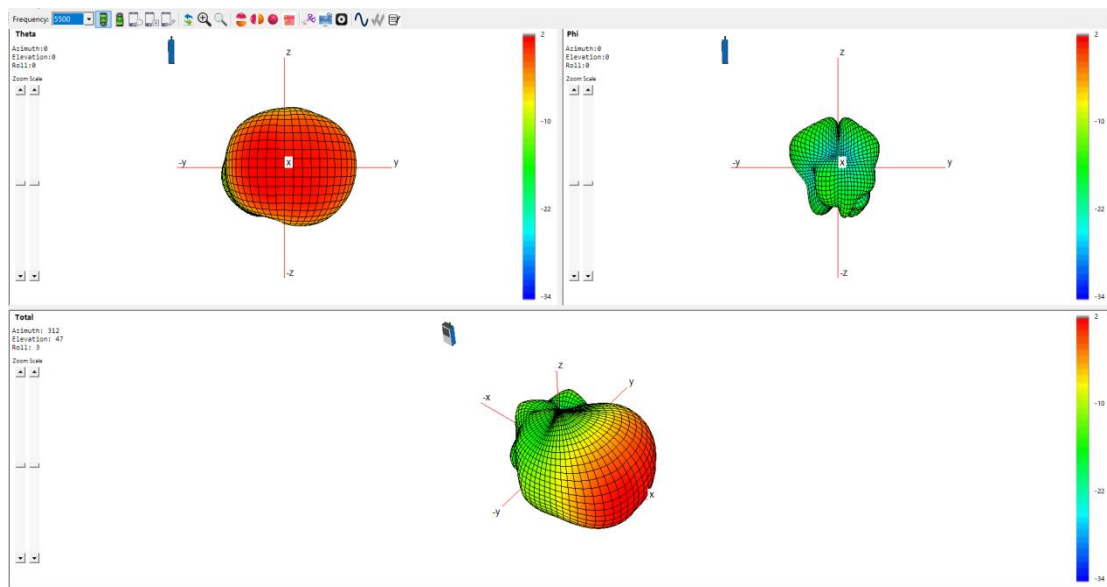 Frequency: 5500
Theta
Azimuth:0
Elevation:0
Roll:0
Zoom Scale
z
-y
x
y
-z
2
-10
-22
-34
Phi
Azimuth:0
Elevation:0
Roll:0
Zoom Scale
z
-y
x
y
-z
2
-10
-22
-34
Total
Azimuth: 312
Elevation: 47
Roll: 3
Zoom Scale
z
y
-x
x
-y
2
-10
-22
-34